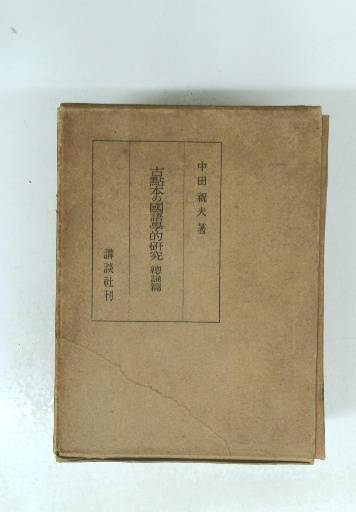 中田祝夫著
古點本の國語學的研究 總論篇
講談社刊